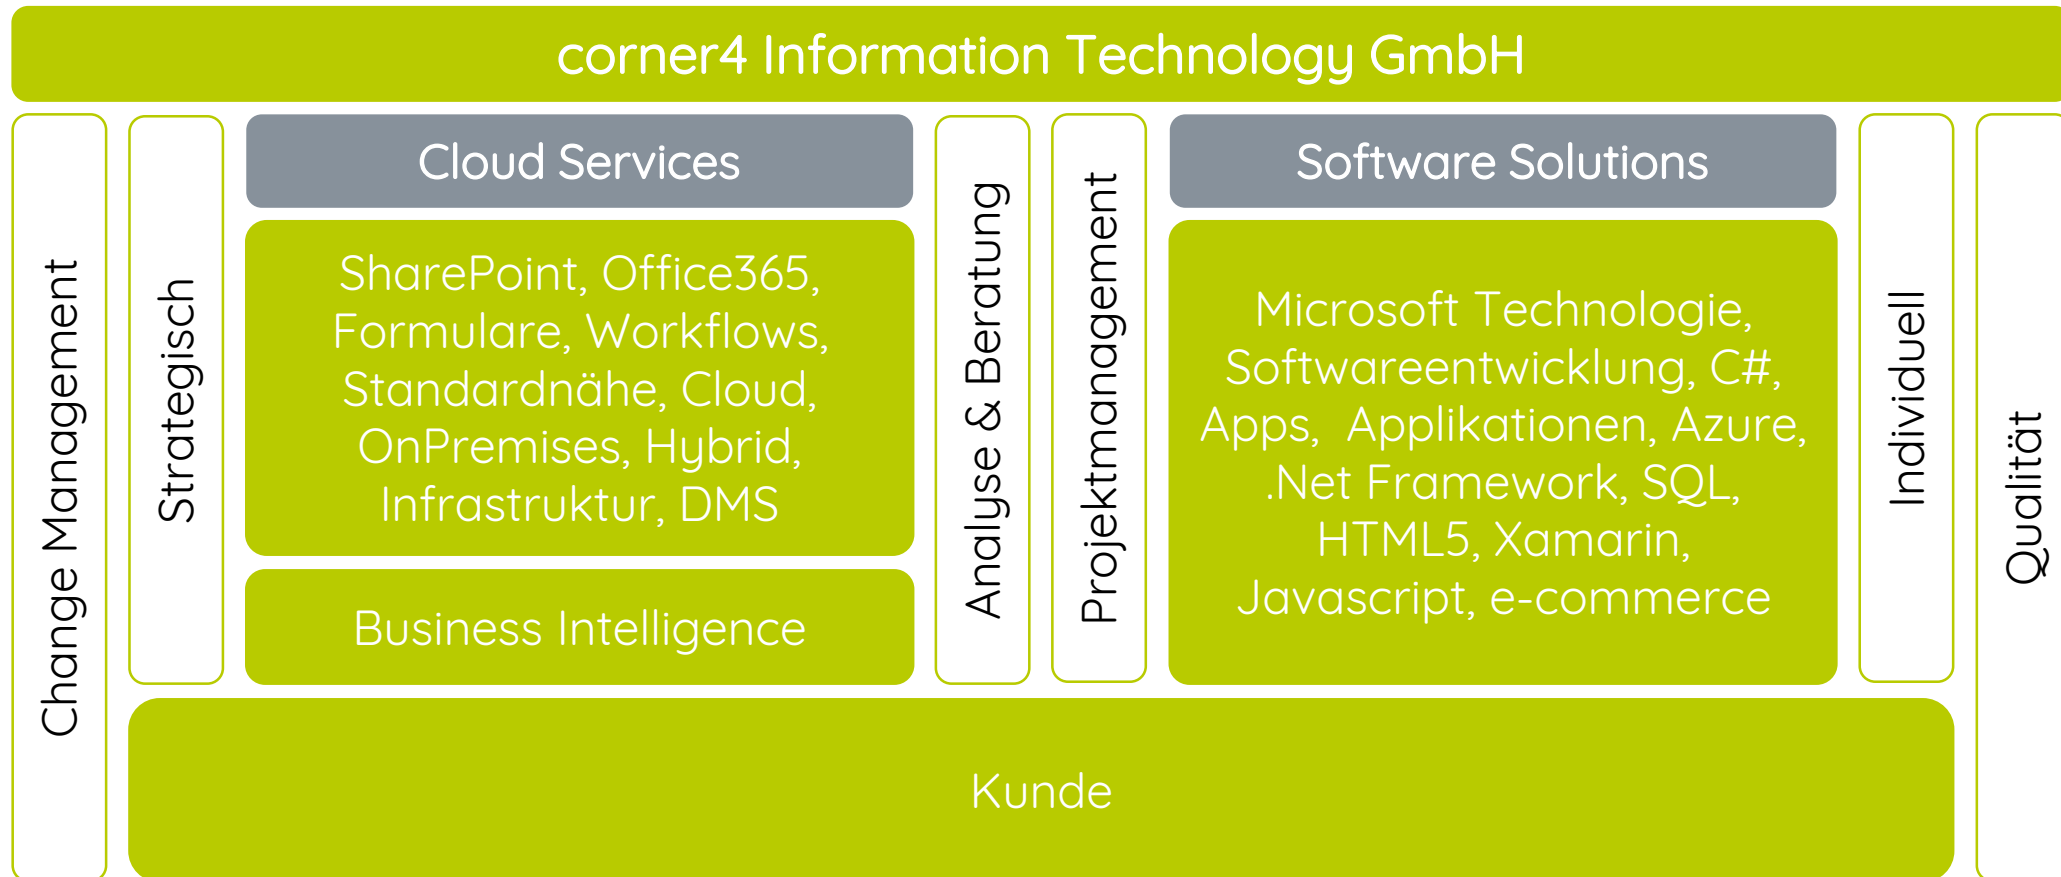 corner4 Information Technology GmbH
Change Management
Strategisch
Cloud Services
SharePoint, Office365,
Formulare, Workflows,
Standardnähe, Cloud,
OnPremises, Hybrid,
Infrastruktur, DMS
Business Intelligence
Analyse & Beratung
Projektmanagement
Software Solutions
Microsoft Technologie,
Softwareentwicklung, C#,
Apps,  Applikationen, Azure,
.Net Framework, SQL,
HTML5, Xamarin,
Javascript, e-commerce
Individuell
Qualität
Kunde